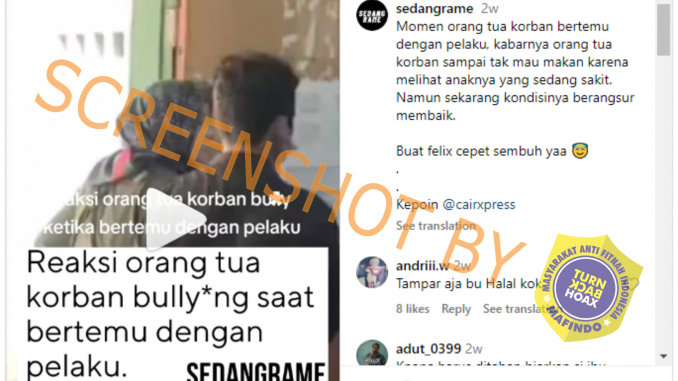 SEDANG
RAME
sedangrame 2w
Momen orang tua korban bertemu
dengan pelaku, kabarnya orang tua
korban sampai tak mau makan karena
melihat anaknya yang sedang sakit.
Namun sekarang kondisinya berangsur
membaik.
Buat felix cepet sembuh yaa
.
.
Kepoin @cairxpress
See translation
andriii.w 2w
Tampar aja bu Halal kok
8 likes Reply See translation
adut_0399 2w
reaksi orang tua korban bully
ketika bertemu dengan pelaku
Reaksi orang tua
korban bully*ng saat
bertemu dengan
pelaku.
SEDANGRAME
SCREENSHOT BY
MASYARAKAT ANTI FITNAH INDONESIA
TURN
BACK
HOAX
MAFINDO